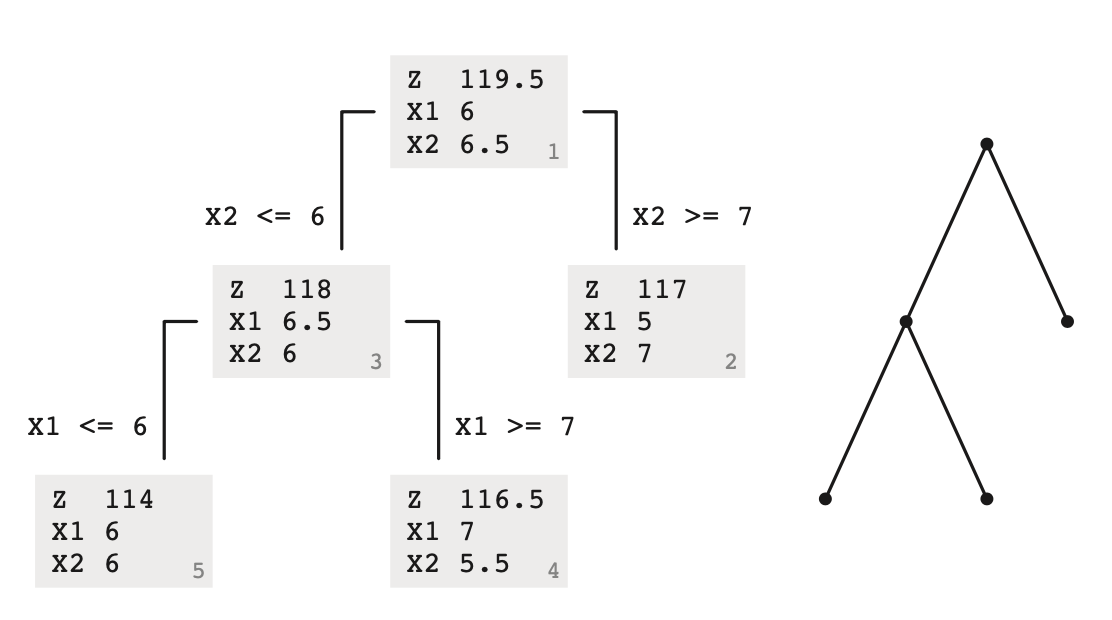 Z 119.5
X1 6
X2 6.5 1
X2 <= 6
X2 >= 7
Z 118
X1 6.5
X2 6 3
Z 117
X1 5
X2 7 2
X1 <= 6
X1 >= 7
Z 114
X1 6
X2 6 5
Z 116.5
X1 7
X2 5.5 4